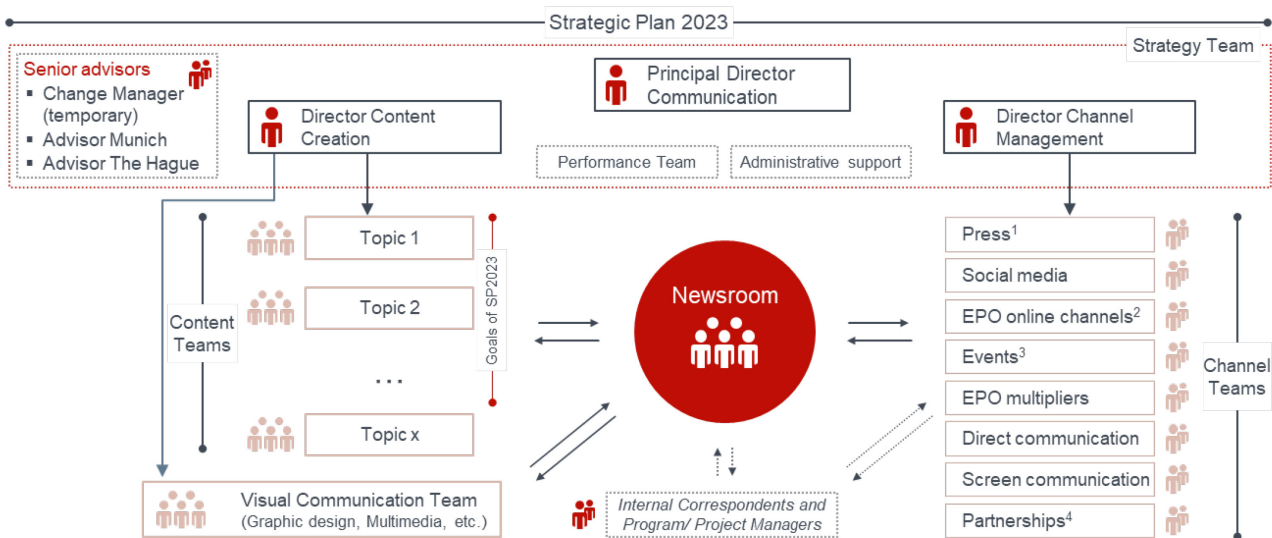 Strategic Plan 2023
Strategy Team
Senior advisors
▪ Change Manager
(temporary)
▪ Advisor Munich
▪ Advisor The Hague
Principal Director
Communication
Director Content
Creation
Director Channel
Management
Performance Team
Administrative support
Content
Teams
Topic 1
Topic 2
...
Topic x
Goals of SP2023
Newsroom
Press¹
Social media
EPO online channels²
Events³
EPO multipliers
Direct communication
Screen communication
Partnerships⁴
Channel
Teams
Visual Communication Team
(Graphic design, Multimedia, etc.)
Internal Correspondents and
Program/ Project Managers